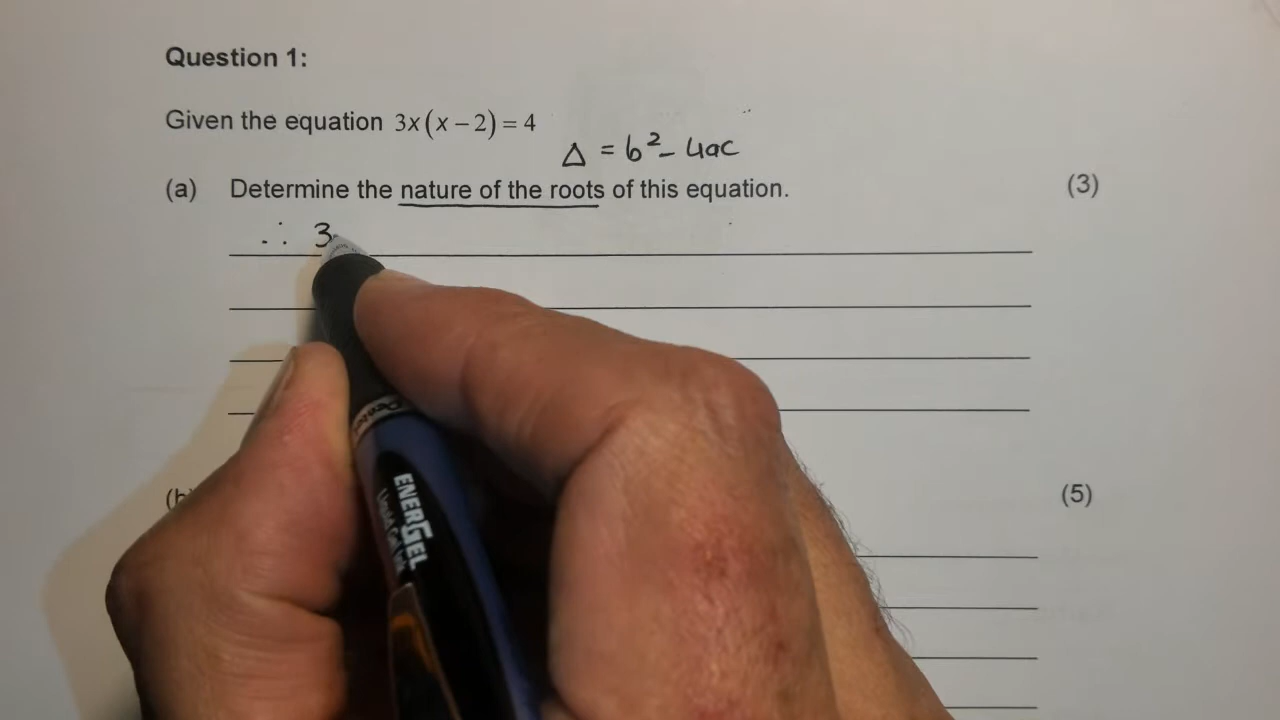 Question 1:
Given the equation 3x(x – 2) = 4
Δ = b² – 4ac
(a) Determine the nature of the roots of this equation. (3)
∴ 3
(5)
ENERGEL